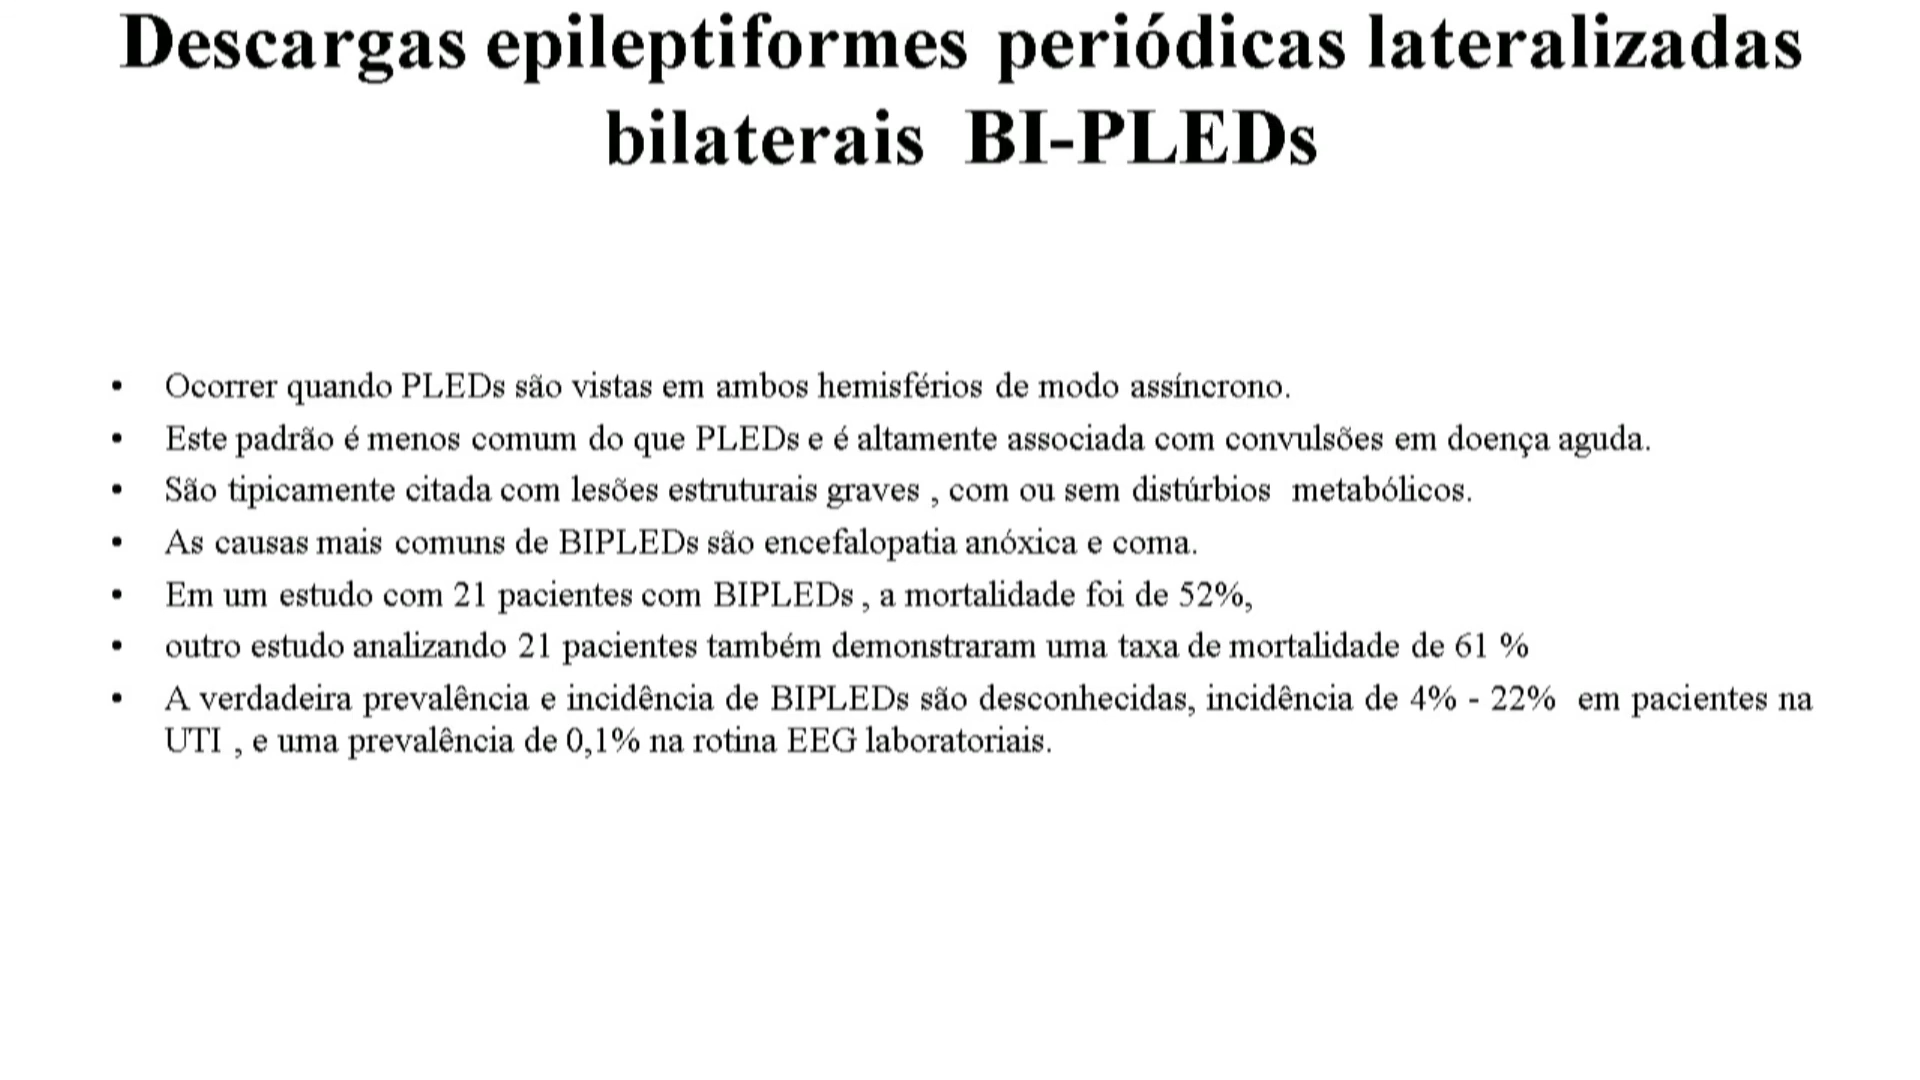 Descargas epileptiformes periódicas lateralizadas
bilaterais BI-PLEDs
• Ocorrer quando PLEDs são vistas em ambos hemisférios de modo assíncrono.
• Este padrão é menos comum do que PLEDs e é altamente associada com convulsões em doença aguda.
• São tipicamente citada com lesões estruturais graves , com ou sem distúrbios metabólicos.
• As causas mais comuns de BIPLEDs são encefalopatia anóxica e coma.
• Em um estudo com 21 pacientes com BIPLEDs , a mortalidade foi de 52%,
• outro estudo analizando 21 pacientes também demonstraram uma taxa de mortalidade de 61 %
• A verdadeira prevalência e incidência de BIPLEDs são desconhecidas, incidência de 4% - 22% em pacientes na
UTI , e uma prevalência de 0,1% na rotina EEG laboratoriais.